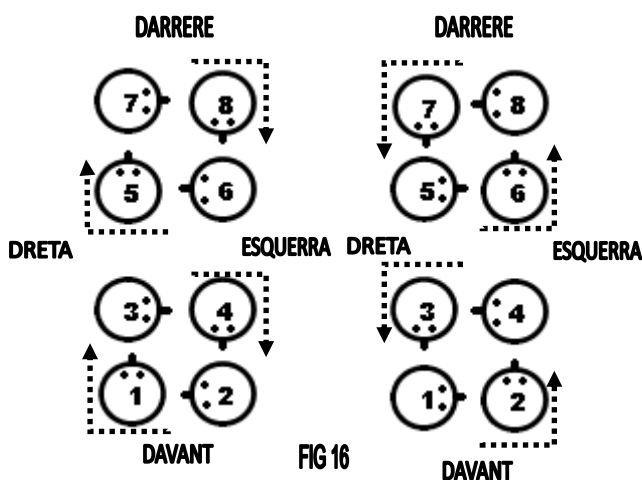 DARRERE DARRERE
7 8 7 8
5 6 5 6
DRETA ESQUERRA DRETA ESQUERRA
3 4 3 4
1 2 1 2
DAVANT FIG 16 DAVANT